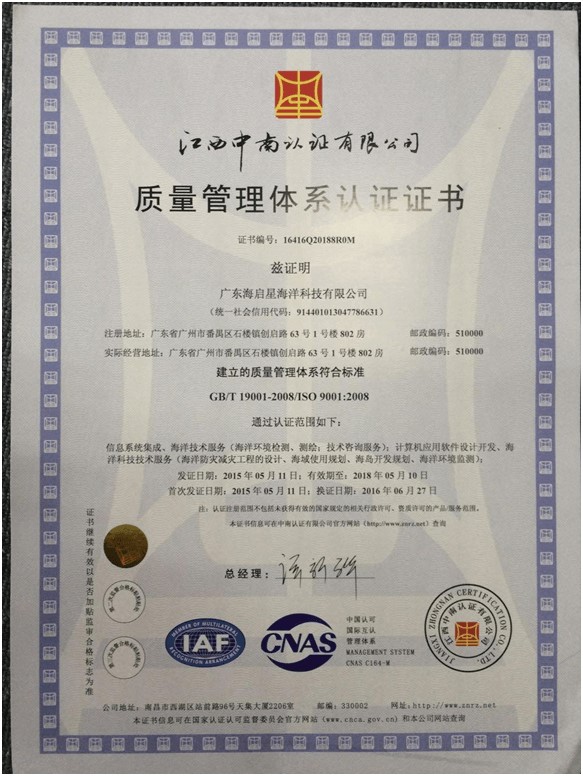 江西中南认证有限公司
质量管理体系认证证书
证书编号：16416Q20188R0M
兹证明
广东海启星海洋科技有限公司
（统一社会信用代码：914401013047786631）
注册地址：广东省广州市番禺区石楼镇创启路 63 号 1 号楼 802 房 邮政编码：510000
实际经营地址：广东省广州市番禺区石楼镇创启路 63 号 1 号楼 802 房 邮政编码：510000
建立的质量管理体系符合标准
GB/T 19001-2008/ISO 9001:2008
通过认证范围如下：
信息系统集成、海洋技术服务（海洋环境检测、测绘；技术咨询服务）；计算机应用软件设计开发、海
洋科技技术服务（海洋防灾减灾工程的设计、海域使用规划、海岛开发规划、海洋环境监测）；
发证日期：2015 年 05 月 11 日；有效期至：2018 年 05 月 10 日
首次发证日期：2015 年 05 月 11 日；换证日期：2016 年 06 月 27 日
注：认证注册范围不包括未获得有效的国家规定的相关行政许可、资质许可的产品/服务范围。
本证书信息可在中南认证有限公司官方网站（http://www.znrz.net）查询
证书继续有效以是否加贴监审合格标志为准
总经理：
MEMBER OF MULTILATERAL
IAF
RECOGNITION ARRANGEMENT
CNAS
中国认可
国际互认
管理体系
MANAGEMENT SYSTEM
CNAS C164-M
JIANGXI ZHONGNAN CERTIFICATION CO., LTD.
江西中南认证有限公司
公司地址：南昌市西湖区站前路96号天集大厦2206室 邮编：330002 网址：http://www.znrz.net
本证书信息可在国家认证认可监督委员会官方网站（www.cnca.gov.cn）和本公司网站查询